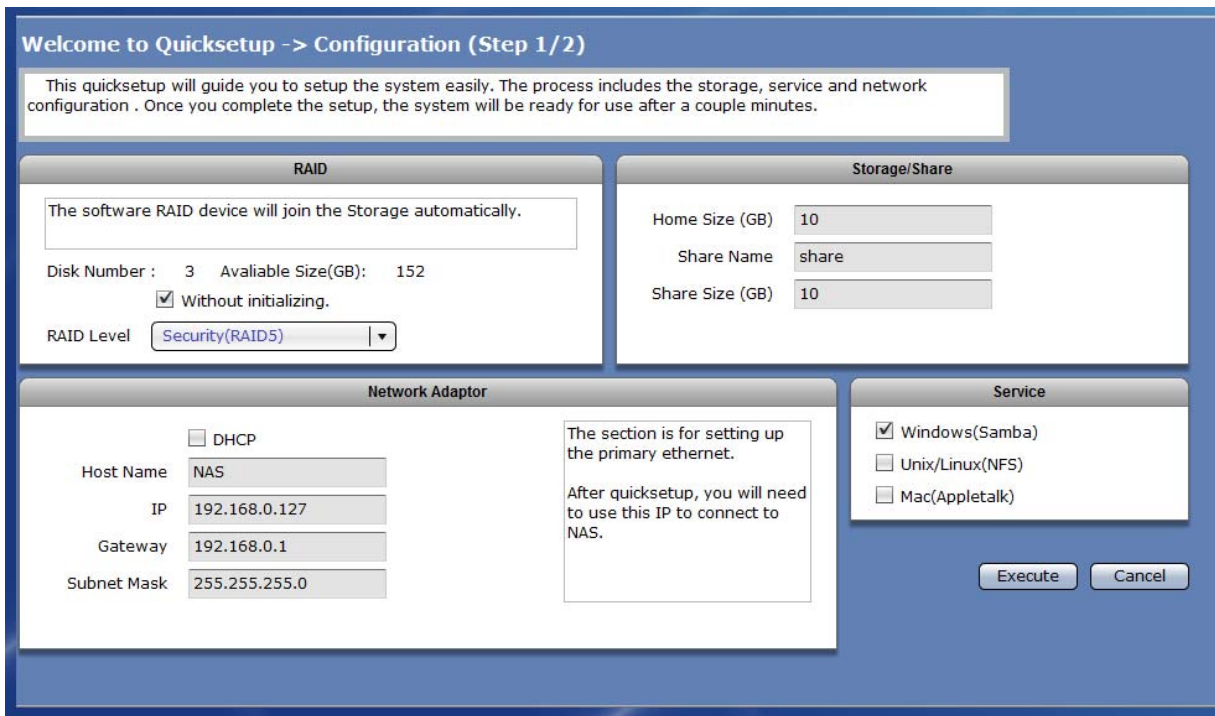 Welcome to Quicksetup -> Configuration (Step 1/2)
This quicksetup will guide you to setup the system easily. The process includes the storage, service and network
configuration . Once you complete the setup, the system will be ready for use after a couple minutes.
RAID
The software RAID device will join the Storage automatically.
Disk Number : 3 Avaliable Size(GB): 152
Without initializing.
RAID Level Security(RAID5)
Storage/Share
Home Size (GB) 10
Share Name share
Share Size (GB) 10
Network Adaptor
DHCP
Host Name NAS
IP 192.168.0.127
Gateway 192.168.0.1
Subnet Mask 255.255.255.0
The section is for setting up
the primary ethernet.
After quicksetup, you will need
to use this IP to connect to
NAS.
Service
Windows(Samba)
Unix/Linux(NFS)
Mac(Appletalk)
Execute Cancel